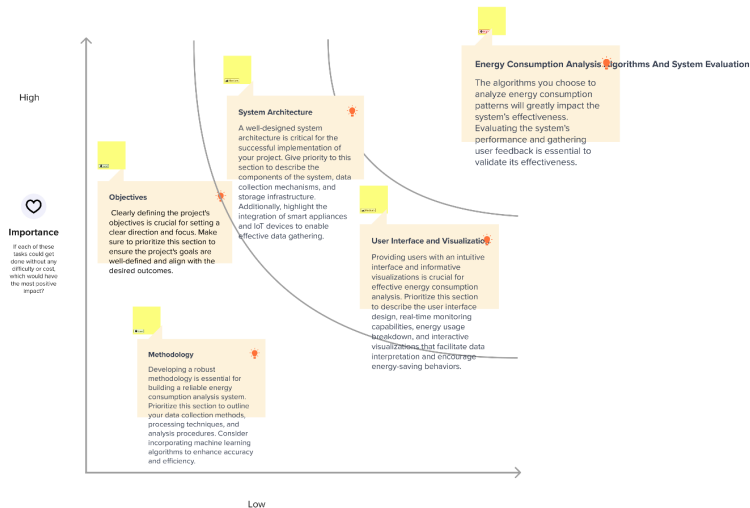 Energy Consumption Analysis Algorithms And System Evaluation
The algorithms you choose to
analyze energy consumption
patterns will greatly impact the
system's effectiveness.
Evaluating the system's
performance and gathering
user feedback is essential to
validate its effectiveness.
High
System Architecture
A well-designed system
architecture is critical for the
successful implementation of
your project. Give priority to this
section to describe the
components of the system, data
collection mechanisms, and
storage infrastructure.
Additionally, highlight the
integration of smart appliances
and IoT devices to enable
effective data gathering.
Objectives
Clearly defining the project's
objectives is crucial for setting a
clear direction and focus. Make
sure to prioritize this section to
ensure the project's goals are
well-defined and align with the
desired outcomes.
Importance
If each of these
tasks could get
done without any
difficulty or cost,
which would have
the most positive
impact?
User Interface and Visualization
Providing users with an intuitive
interface and informative
visualizations is crucial for
effective energy consumption
analysis. Prioritize this section
to describe the user interface
design, real-time monitoring
capabilities, energy usage
breakdown, and interactive
visualizations that facilitate data
interpretation and encourage
energy-saving behaviors.
Methodology
Developing a robust
methodology is essential for
building a reliable energy
consumption analysis system.
Prioritize this section to outline
your data collection methods,
processing techniques, and
analysis procedures. Consider
incorporating machine learning
algorithms to enhance accuracy
and efficiency.
Low